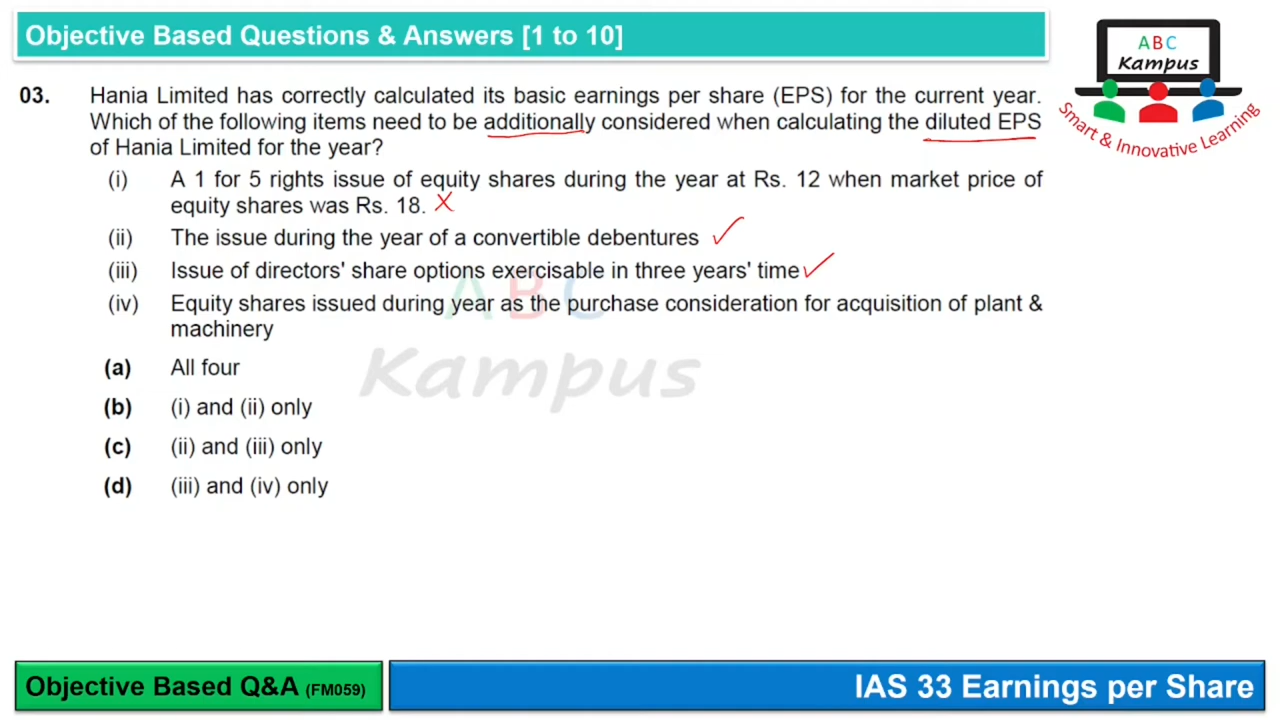 Objective Based Questions & Answers [1 to 10]
ABC
Kampus
Smart & Innovative Learning
03. Hania Limited has correctly calculated its basic earnings per share (EPS) for the current year.
Which of the following items need to be additionally considered when calculating the diluted EPS
of Hania Limited for the year?
(i) A 1 for 5 rights issue of equity shares during the year at Rs. 12 when market price of
equity shares was Rs. 18.
(ii) The issue during the year of a convertible debentures
(iii) Issue of directors' share options exercisable in three years' time
(iv) Equity shares issued during year as the purchase consideration for acquisition of plant &
machinery
ABC
Kampus
(a) All four
(b) (i) and (ii) only
(c) (ii) and (iii) only
(d) (iii) and (iv) only
Objective Based Q&A (FM059)
IAS 33 Earnings per Share